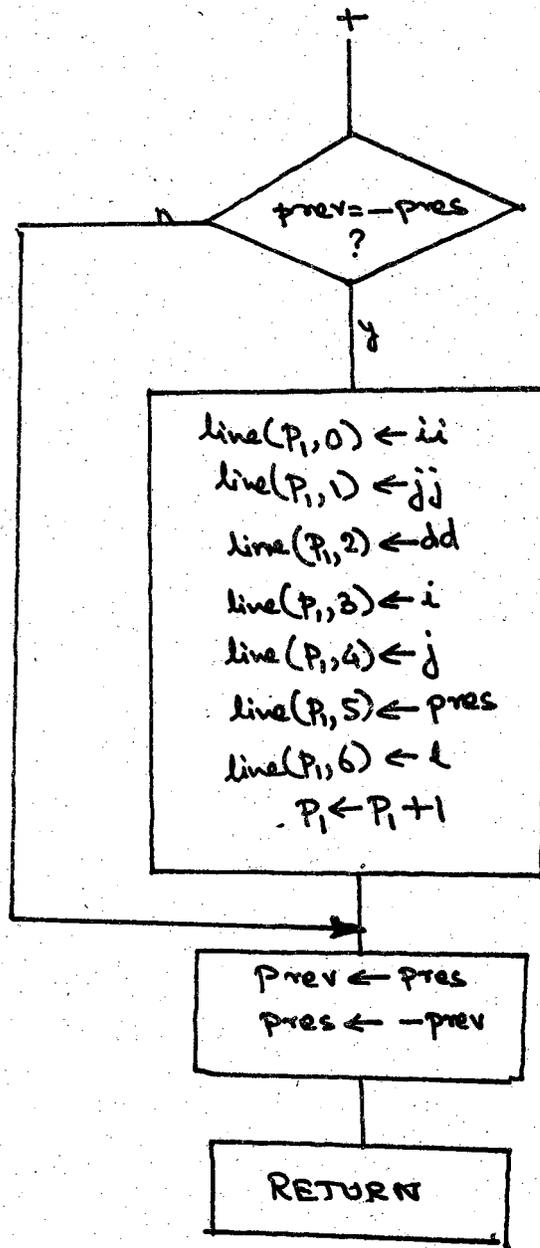 +
prev=-pres
?
n
y
line(P₁,0) ← ii
line(P₁,1) ← jj
line(P₁,2) ← dd
line(P₁,3) ← i
line(P₁,4) ← j
line(P₁,5) ← pres
line(P₁,6) ← l
P₁ ← P₁ +1
prev ← pres
pres ← -prev
RETURN